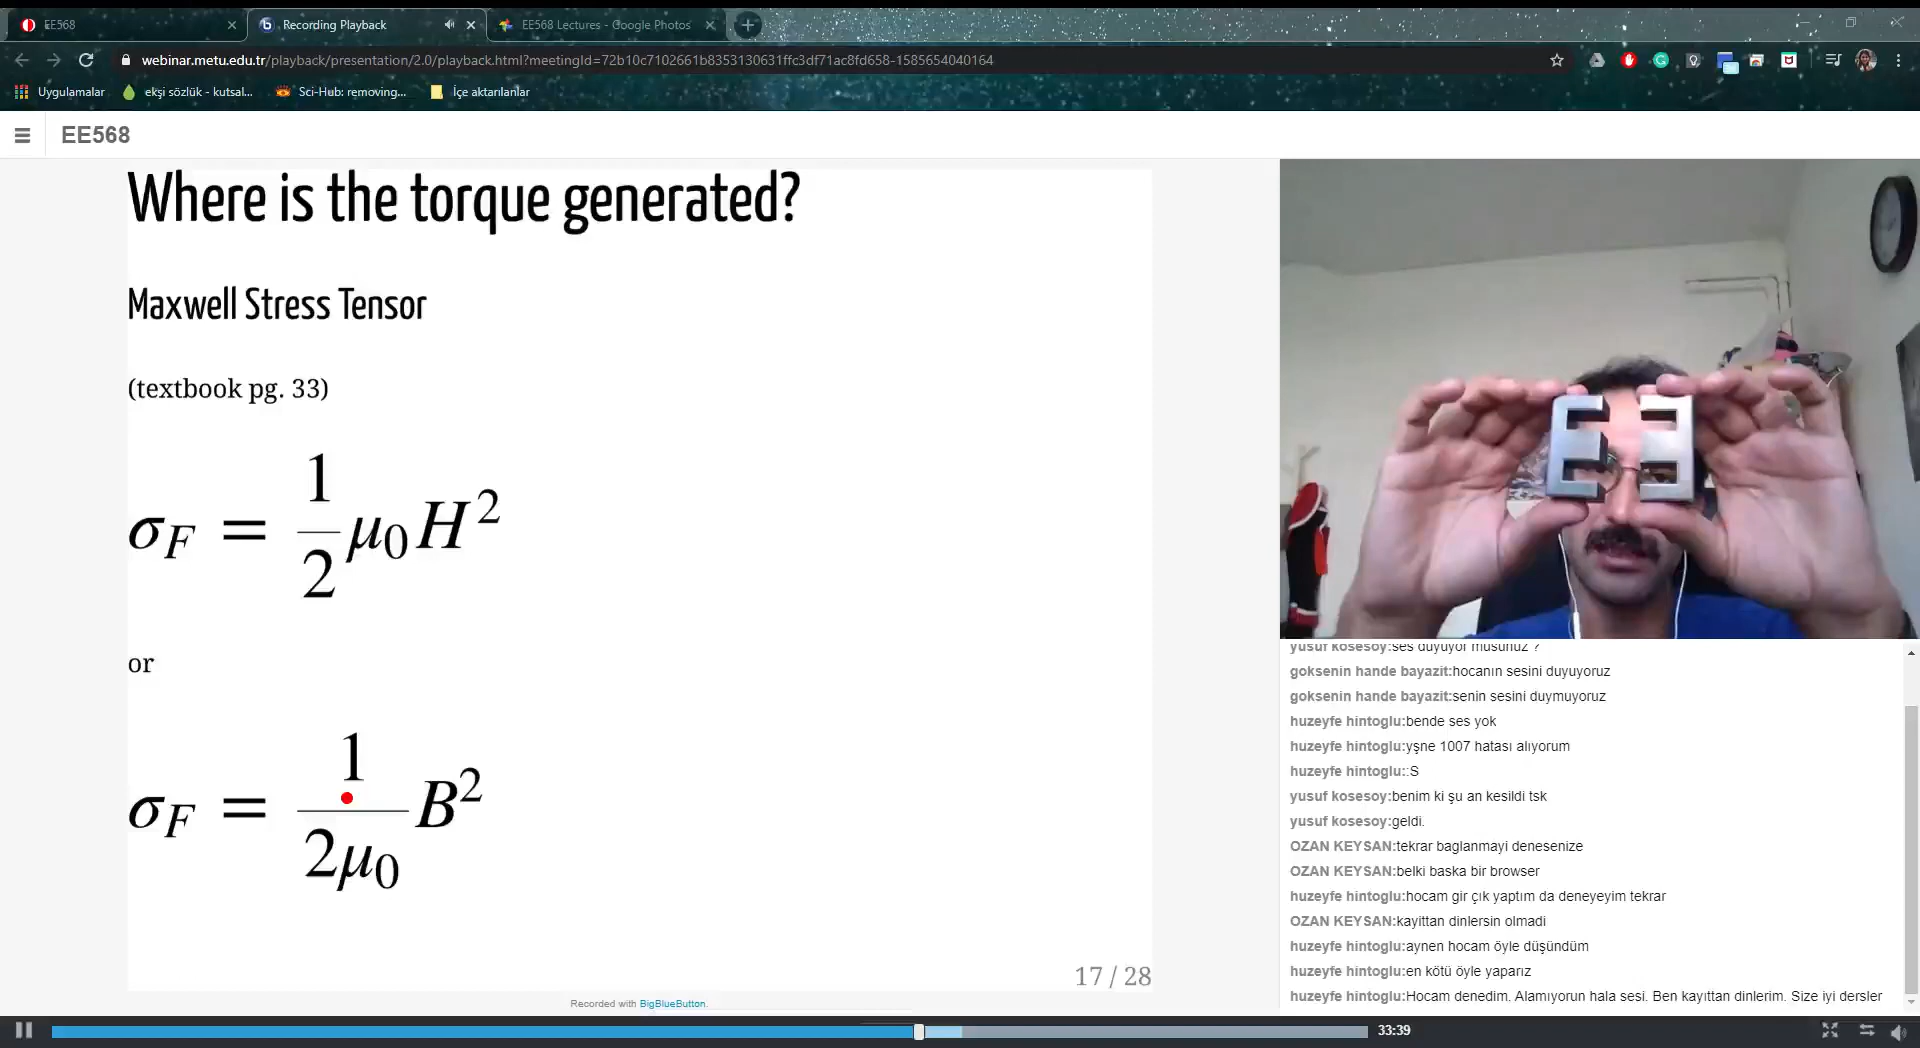 EE568
Recording Playback
EE568 Lectures - Google Photos
webinar.metu.edu.tr/playback/presentation/2.0/playback.html?meetingId=72b10c7102661b8353130631ffc3df71ac8fd658-1585654040164
Uygulamalar
ekşi sözlük - kutsal...
Sci-Hub: removing...
İçe aktarılanlar
EE568
Where is the torque generated?
Maxwell Stress Tensor
(textbook pg. 33)
σF = 1/2 μ0 H²
or
σF = 1/2μ0 B²
17 / 28
Recorded with BigBlueButton.
yusuf kosesoy:ses duyuyor musunuz ?
goksenin hande bayazit:hocanın sesini duyuyoruz
goksenin hande bayazit:senin sesini duymuyoruz
huzeyfe hintoglu:bende ses yok
huzeyfe hintoglu:yşne 1007 hatası alıyorum
huzeyfe hintoglu::S
yusuf kosesoy:benim ki şu an kesildi tsk
yusuf kosesoy:geldi.
OZAN KEYSAN:tekrar baglanmayi denesenize
OZAN KEYSAN:belki baska bir browser
huzeyfe hintoglu:hocam gir çık yaptım da deneyeyim tekrar
OZAN KEYSAN:kayittan dinlersin olmadi
huzeyfe hintoglu:aynen hocam öyle düşündüm
huzeyfe hintoglu:en kötü öyle yaparız
huzeyfe hintoglu:Hocam denedim. Alamıyorun hala sesi. Ben kayıttan dinlerim. Size iyi dersler
33:39